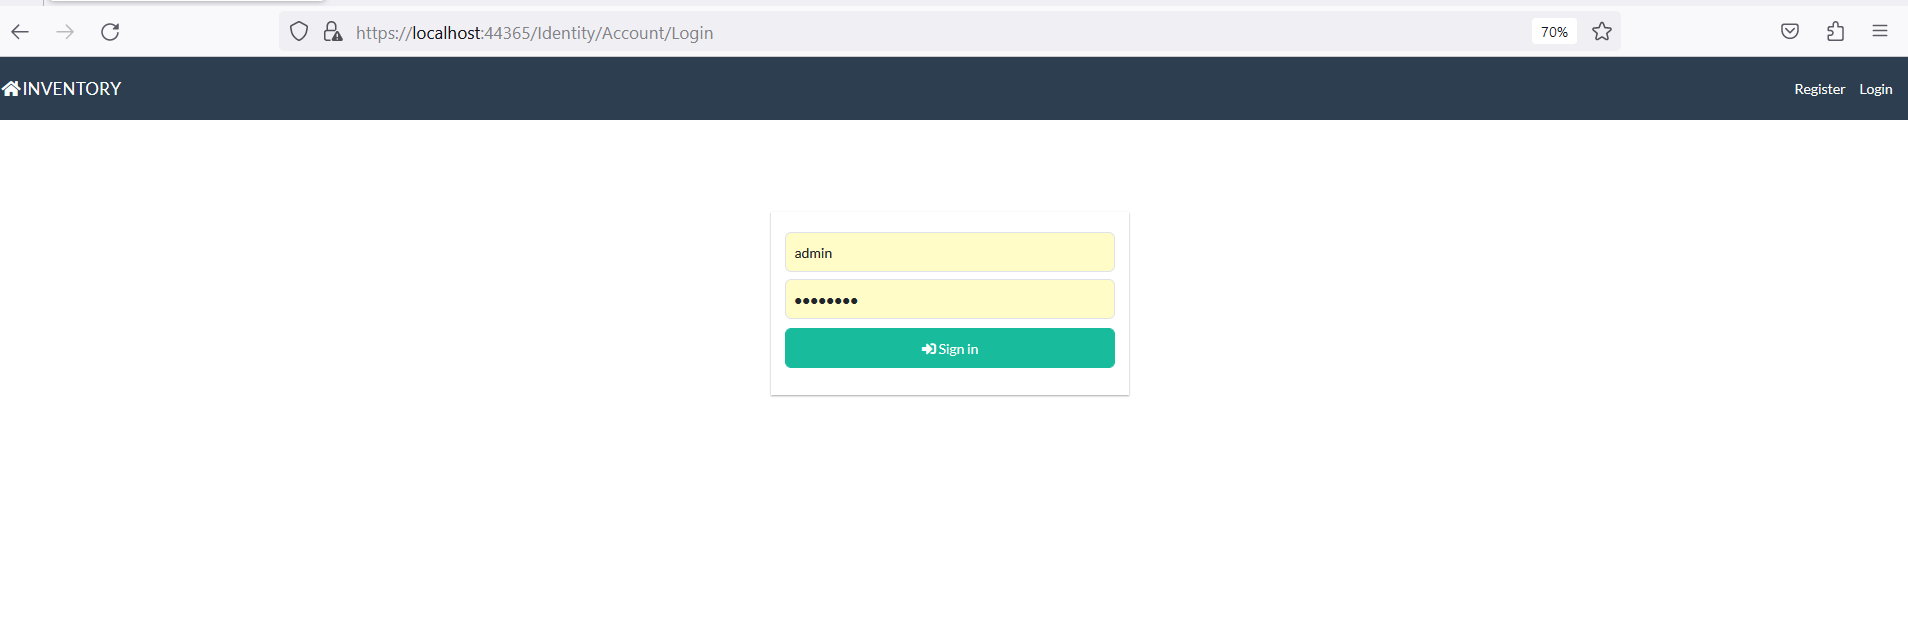 https://localhost:44365/Identity/Account/Login
70%
INVENTORY
Register Login
admin
••••••••
Sign in